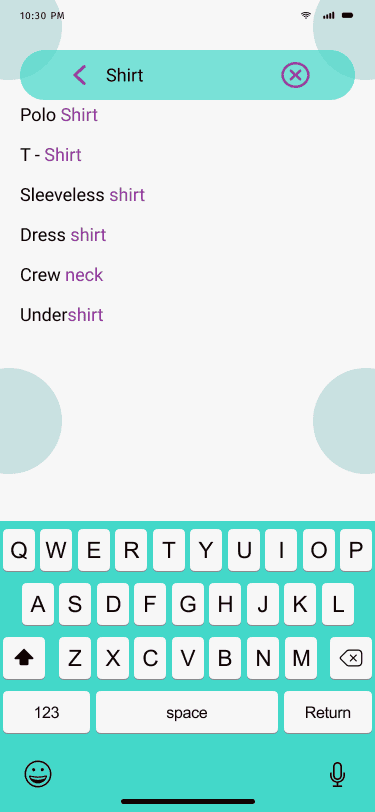 10:30 PM
Shirt
Polo Shirt
T - Shirt
Sleeveless shirt
Dress shirt
Crew neck
Undershirt
Q W E R T Y U I O P
A S D F G H J K L
Z X C V B N M
123 space Return